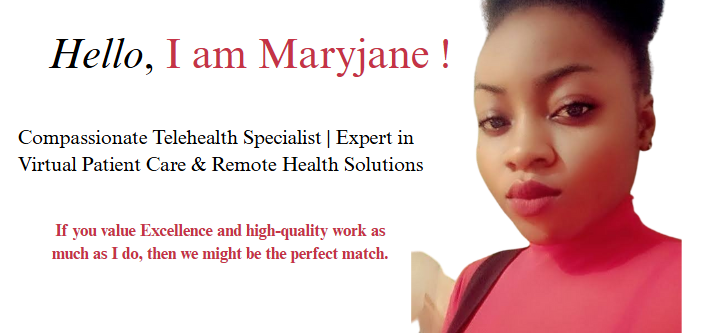 Hello, I am Maryjane !
Compassionate Telehealth Specialist | Expert in
Virtual Patient Care & Remote Health Solutions
If you value Excellence and high-quality work as
much as I do, then we might be the perfect match.